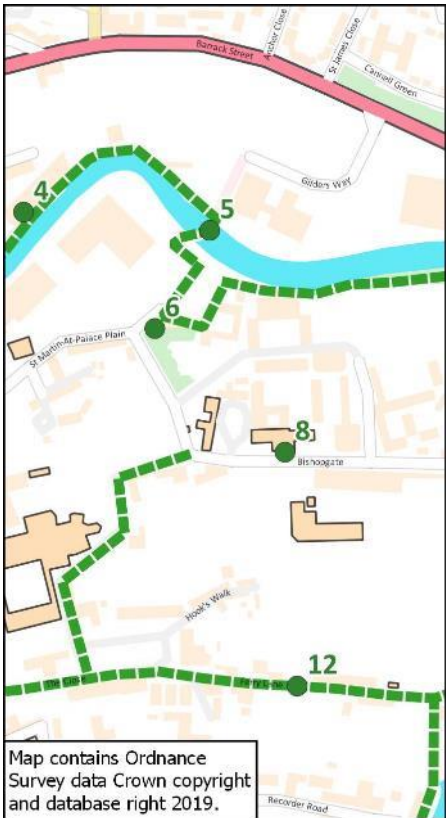 Anchor Close
St James Close
Barrack Street
Cannell Green
Gilders Way
4
5
6
St Martin-At-Palace Plain
8
Bishopgate
Hook's Walk
12
The Close
Ferry Lane
Map contains Ordnance
Survey data Crown copyright
and database right 2019.
Recorder Road